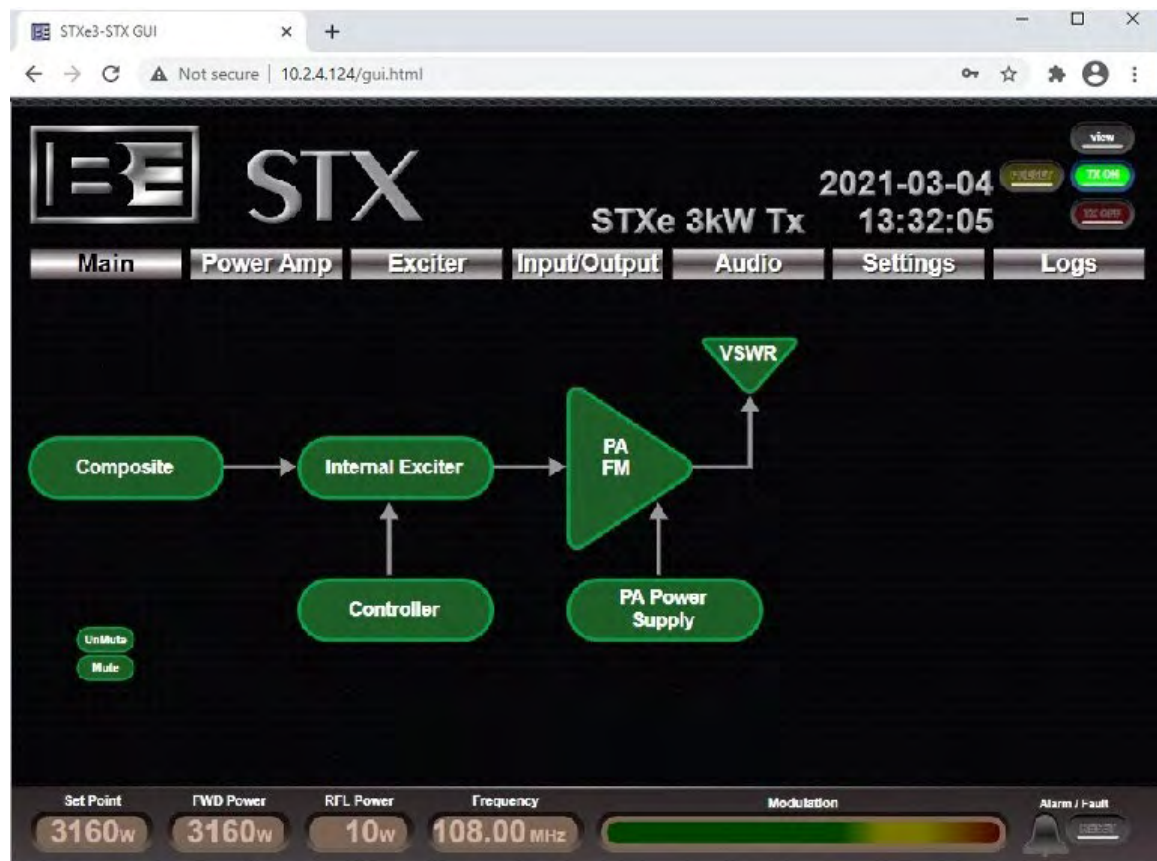 STXe3-STX GUI
Not secure | 10.2.4.124/gui.html
view
BE STX
2021-03-04
TX ON
STXe 3kW Tx 13:32:05
TX OFF
Main Power Amp Exciter Input/Output Audio Settings Logs
VSWR
PA
FM
Composite Internal Exciter
Controller
PA Power
Supply
UnMute
Mute
Set Point FWD Power RFL Power Frequency Modulation Alarm / Fault
3160w 3160w 10w 108.00 MHz
RESET